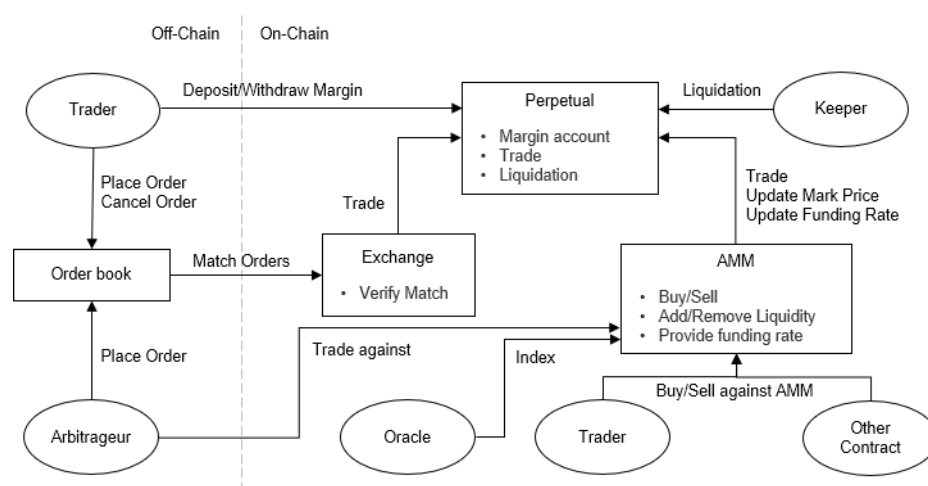 Off-Chain
On-Chain
Trader
Deposit/Withdraw Margin
Perpetual
• Margin account
• Trade
• Liquidation
Liquidation
Keeper
Place Order
Cancel Order
Trade
Trade
Update Mark Price
Update Funding Rate
Order book
Match Orders
Exchange
• Verify Match
AMM
• Buy/Sell
• Add/Remove Liquidity
• Provide funding rate
Place Order
Trade against
Index
Buy/Sell against AMM
Arbitrageur
Oracle
Trader
Other
Contract